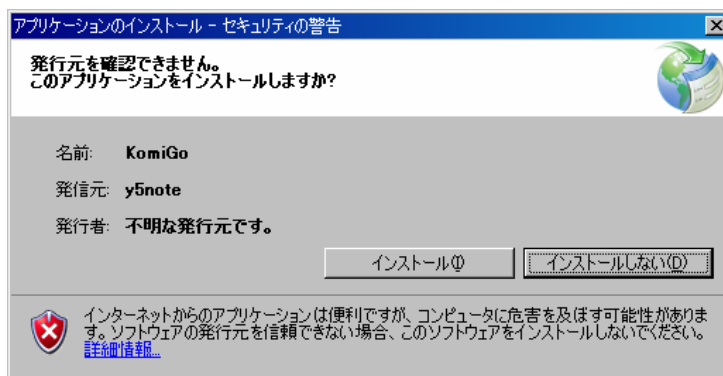 アプリケーションのインストール - セキュリティの警告
発行元を確認できません。
このアプリケーションをインストールしますか?
名前: KomiGo
発信元: y5note
発行者: 不明な発行元です。
インストール(I) インストールしない(D)
インターネットからのアプリケーションは便利ですが、コンピュータに危害を及ぼす可能性がありま
す。ソフトウェアの発行元を信頼できない場合、このソフトウェアをインストールしないでください。
詳細情報...